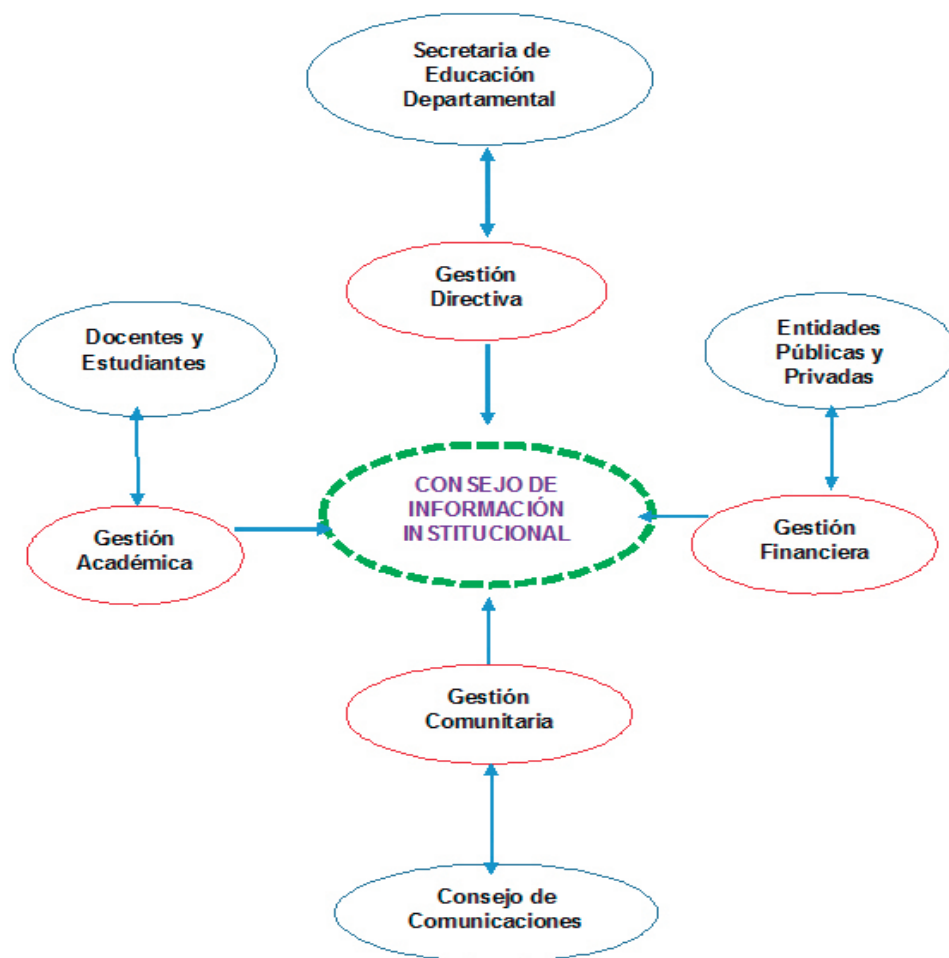 Secretaria de
Educación
Departamental
Gestión
Directiva
Docentes y
Estudiantes
Entidades
Públicas y
Privadas
CONSEJO DE
INFORMACIÓN
INSTITUCIONAL
Gestión
Académica
Gestión
Financiera
Gestión
Comunitaria
Consejo de
Comunicaciones